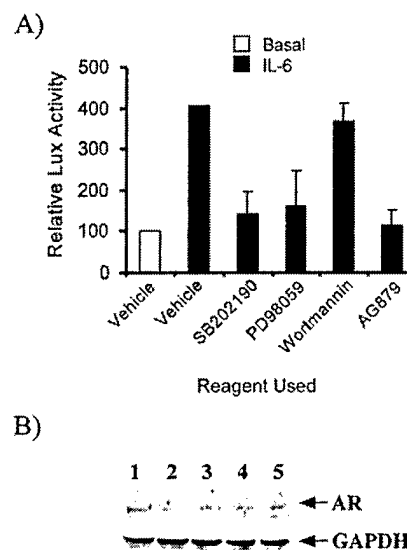 A)
Basal
IL-6
Relative Lux Activity
500
400
300
200
100
0
Vehicle
Vehicle
SB202190
PD98059
Wortmannin
AG879
Reagent Used
B)
1 2 3 4 5
AR
GAPDH